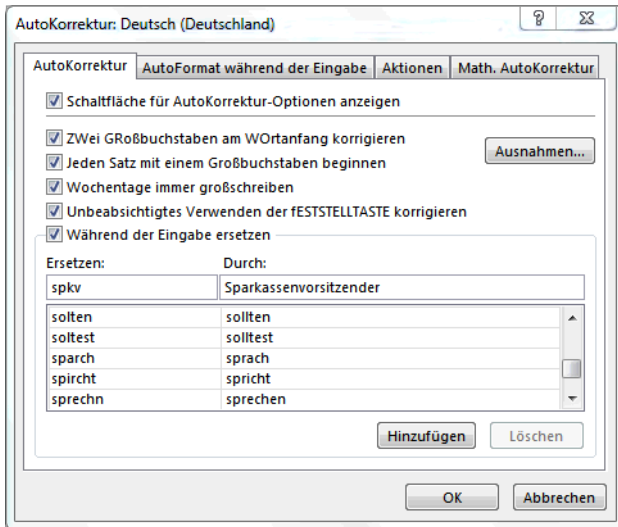 AutoKorrektur: Deutsch (Deutschland)
AutoKorrektur AutoFormat während der Eingabe Aktionen Math. AutoKorrektur
Schaltfläche für AutoKorrektur-Optionen anzeigen
ZWei GRoßbuchstaben am WOrtanfang korrigieren
Ausnahmen...
Jeden Satz mit einem Großbuchstaben beginnen
Wochentage immer großschreiben
Unbeabsichtigtes Verwenden der fESTSTELLTASTE korrigieren
Während der Eingabe ersetzen
Ersetzen: Durch:
spkv Sparkassenvorsitzender
solten sollten
soltest solltest
sparch sprach
spircht spricht
sprechn sprechen
Hinzufügen Löschen
OK Abbrechen